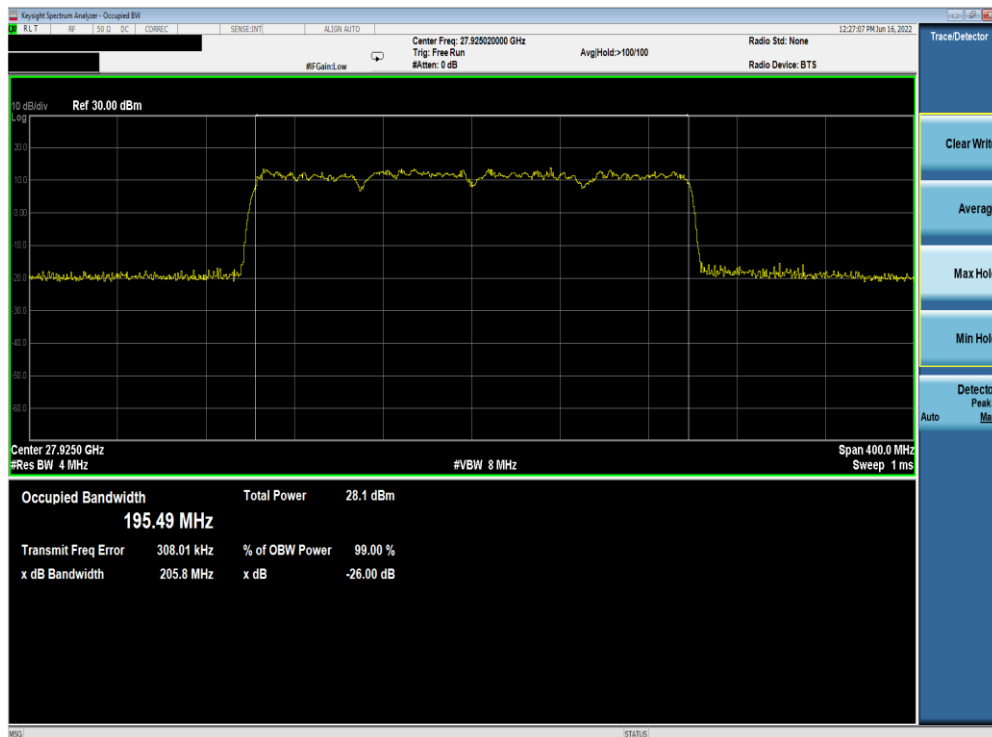 Keysight Spectrum Analyzer - Occupied BW
R L T RF 50 Ω DC CORREC SENSE:INT ALIGN AUTO 12:27:07 PM Jun 16, 2022
Center Freq: 27.925020000 GHz Radio Std: None
Trig: Free Run Avg|Hold:>100/100
#IFGain:Low #Atten: 0 dB Radio Device: BTS
Trace/Detector
10 dB/div Ref 30.00 dBm
Log
20.0
10.0
0.00
-10.0
-20.0
-30.0
-40.0
-50.0
-60.0
Center 27.9250 GHz Span 400.0 MHz
#Res BW 4 MHz #VBW 8 MHz Sweep 1 ms
Occupied Bandwidth Total Power 28.1 dBm
195.49 MHz
Transmit Freq Error 308.01 kHz % of OBW Power 99.00 %
x dB Bandwidth 205.8 MHz x dB -26.00 dB
Clear Writ
Averag
Max Hol
Min Hol
Detecto
Peak
Auto Ma
MSG STATUS